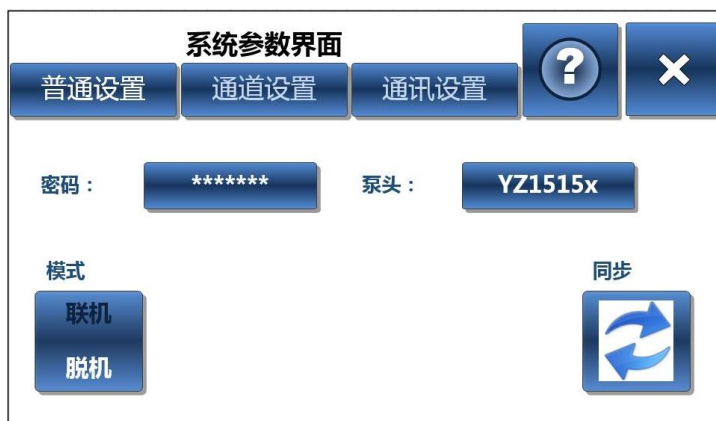 系统参数界面
?
普通设置 通道设置 通讯设置
密码： ******* 泵头： YZ1515x
模式 同步
联机
脱机